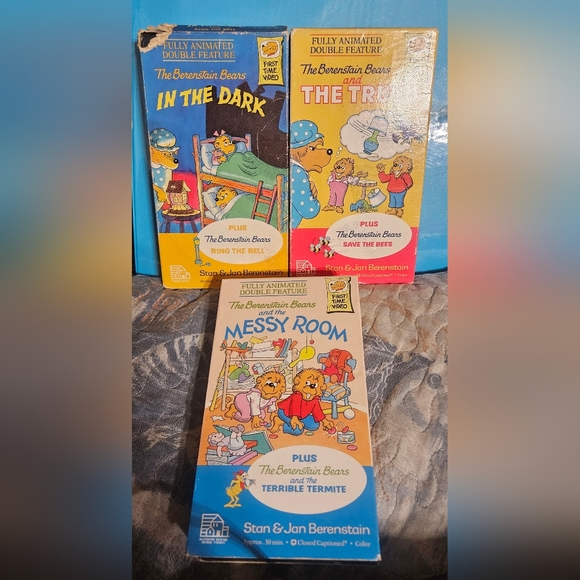 FULLY ANIMATED
DOUBLE FEATURE
FIRST
TIME
VIDEO
The Berenstain Bears
IN THE DARK
PLUS
The Berenstain Bears
RING THE BELL
Stan & Jan Berenstain
FULLY ANIMATED
DOUBLE FEATURE
The Berenstain Bears
and
THE
PLUS
The Berenstain Bears
SAVE THE BEES
Stan & Jan Berenstain
FULLY ANIMATED
DOUBLE FEATURE
FIRST
TIME
VIDEO
The Berenstain Bears
and the
MESSY ROOM
PLUS
The Berenstain Bears
and the
TERRIBLE TERMITE
Stan & Jan Berenstain
Approx. 30 min. • Closed Captioned • Color